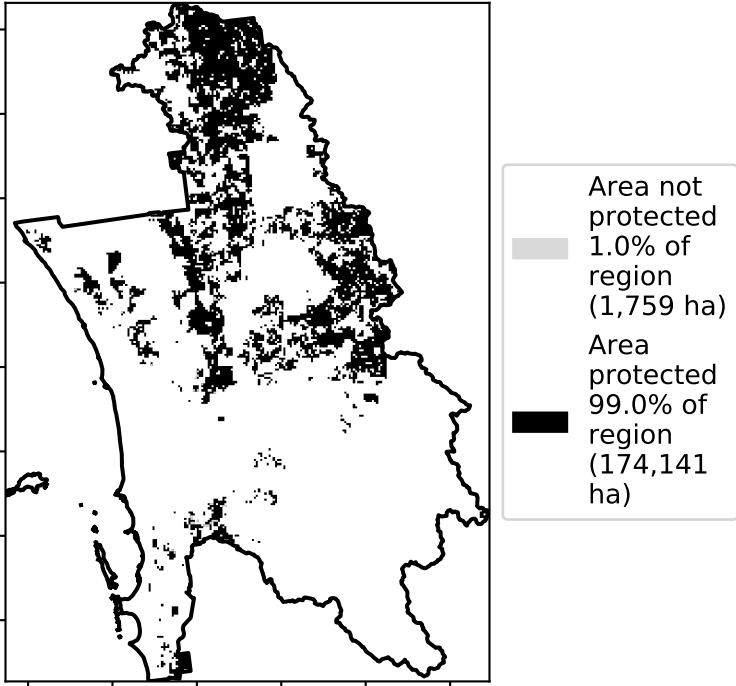 Area not
protected
1.0% of
region
(1,759 ha)
Area
protected
99.0% of
region
(174,141
ha)